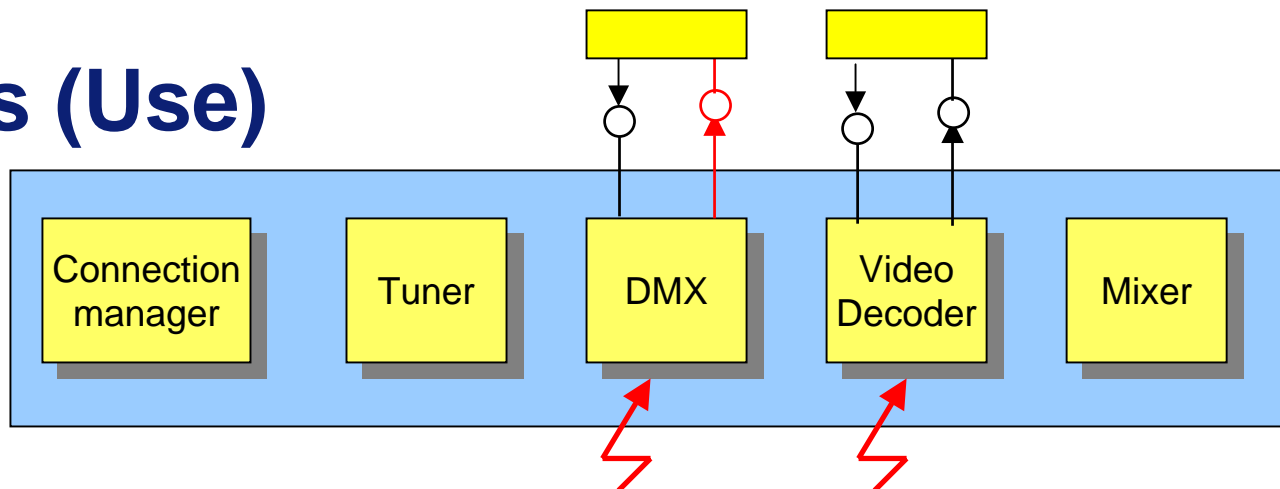 s (Use)
Connection
manager
Tuner
DMX
Video
Decoder
Mixer